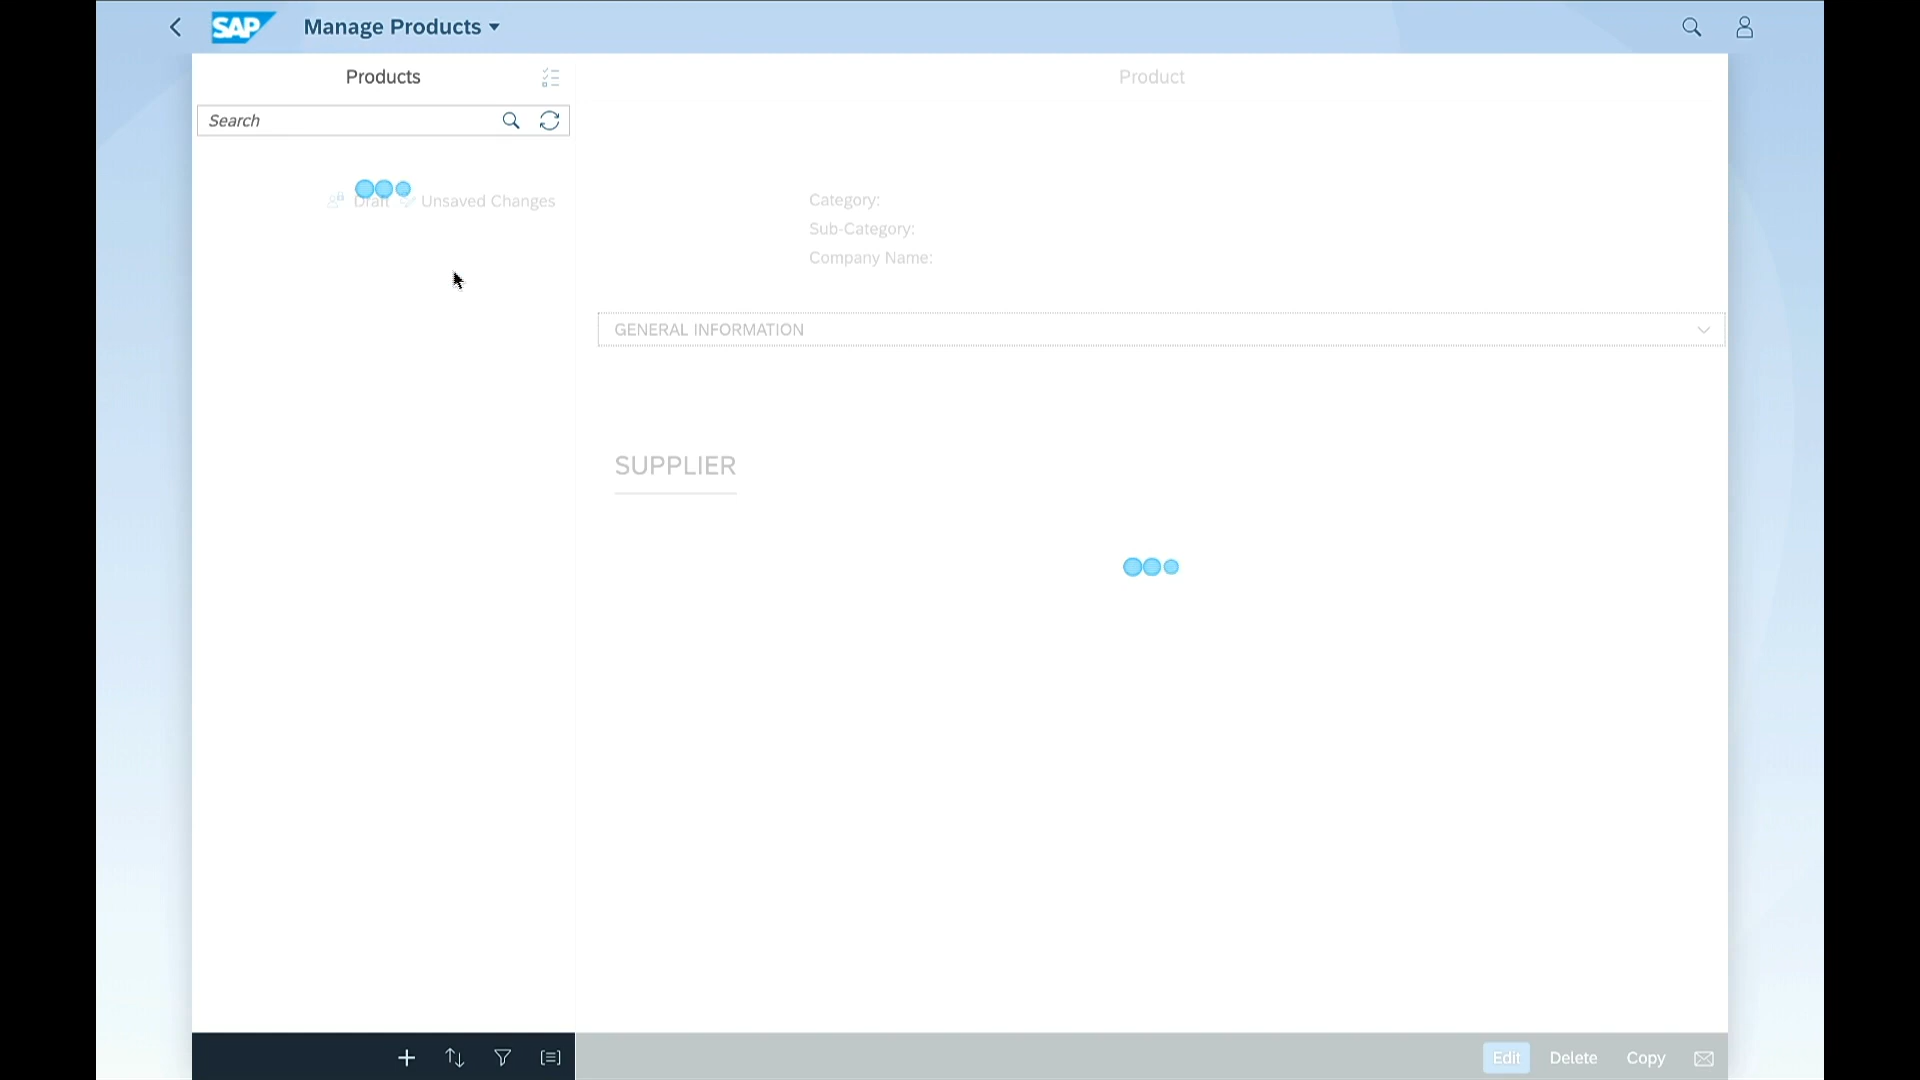 SAP Manage Products
Products
Search
Draft Unsaved Changes
Product
Category:
Sub-Category:
Company Name:
GENERAL INFORMATION
SUPPLIER
Edit Delete Copy